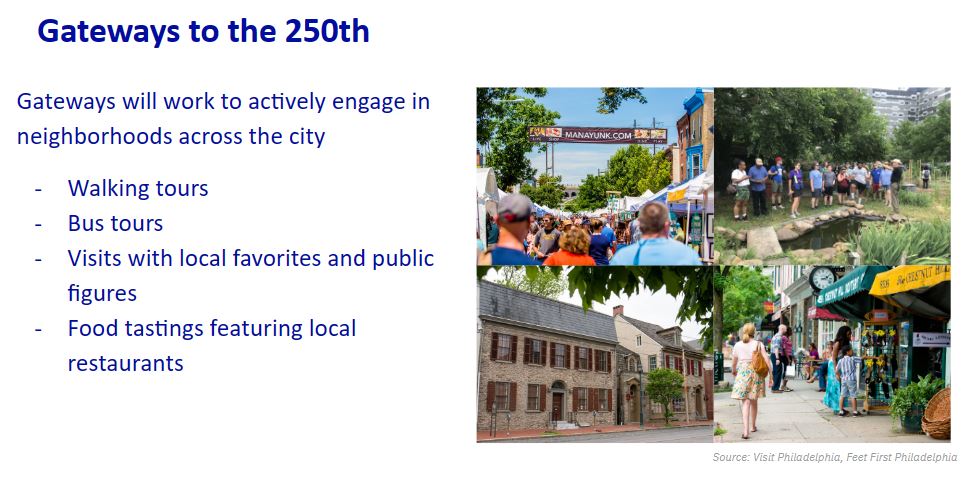 Gateways to the 250th
Gateways will work to actively engage in
neighborhoods across the city
- Walking tours
- Bus tours
- Visits with local favorites and public
figures
- Food tastings featuring local
restaurants
MANAYUNK.COM
Source: Visit Philadelphia, Feet First Philadelphia